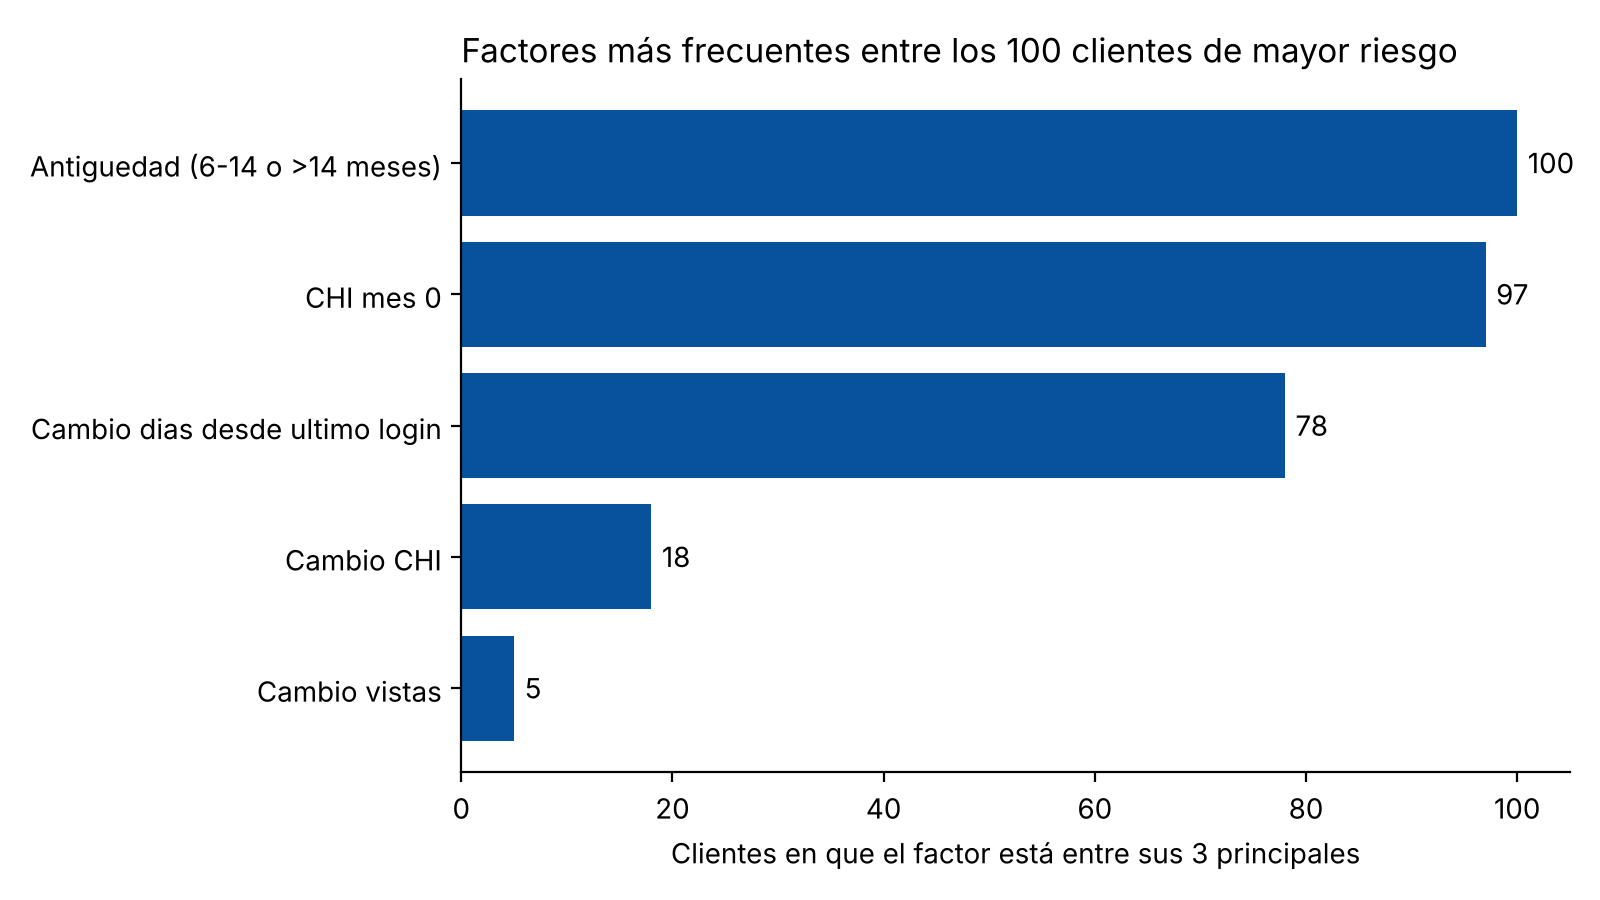 Factores más frecuentes entre los 100 clientes de mayor riesgo
Antiguedad (6-14 o >14 meses)
100
CHI mes 0
97
Cambio dias desde ultimo login
78
Cambio CHI
18
Cambio vistas
5
0 20 40 60 80 100
Clientes en que el factor está entre sus 3 principales